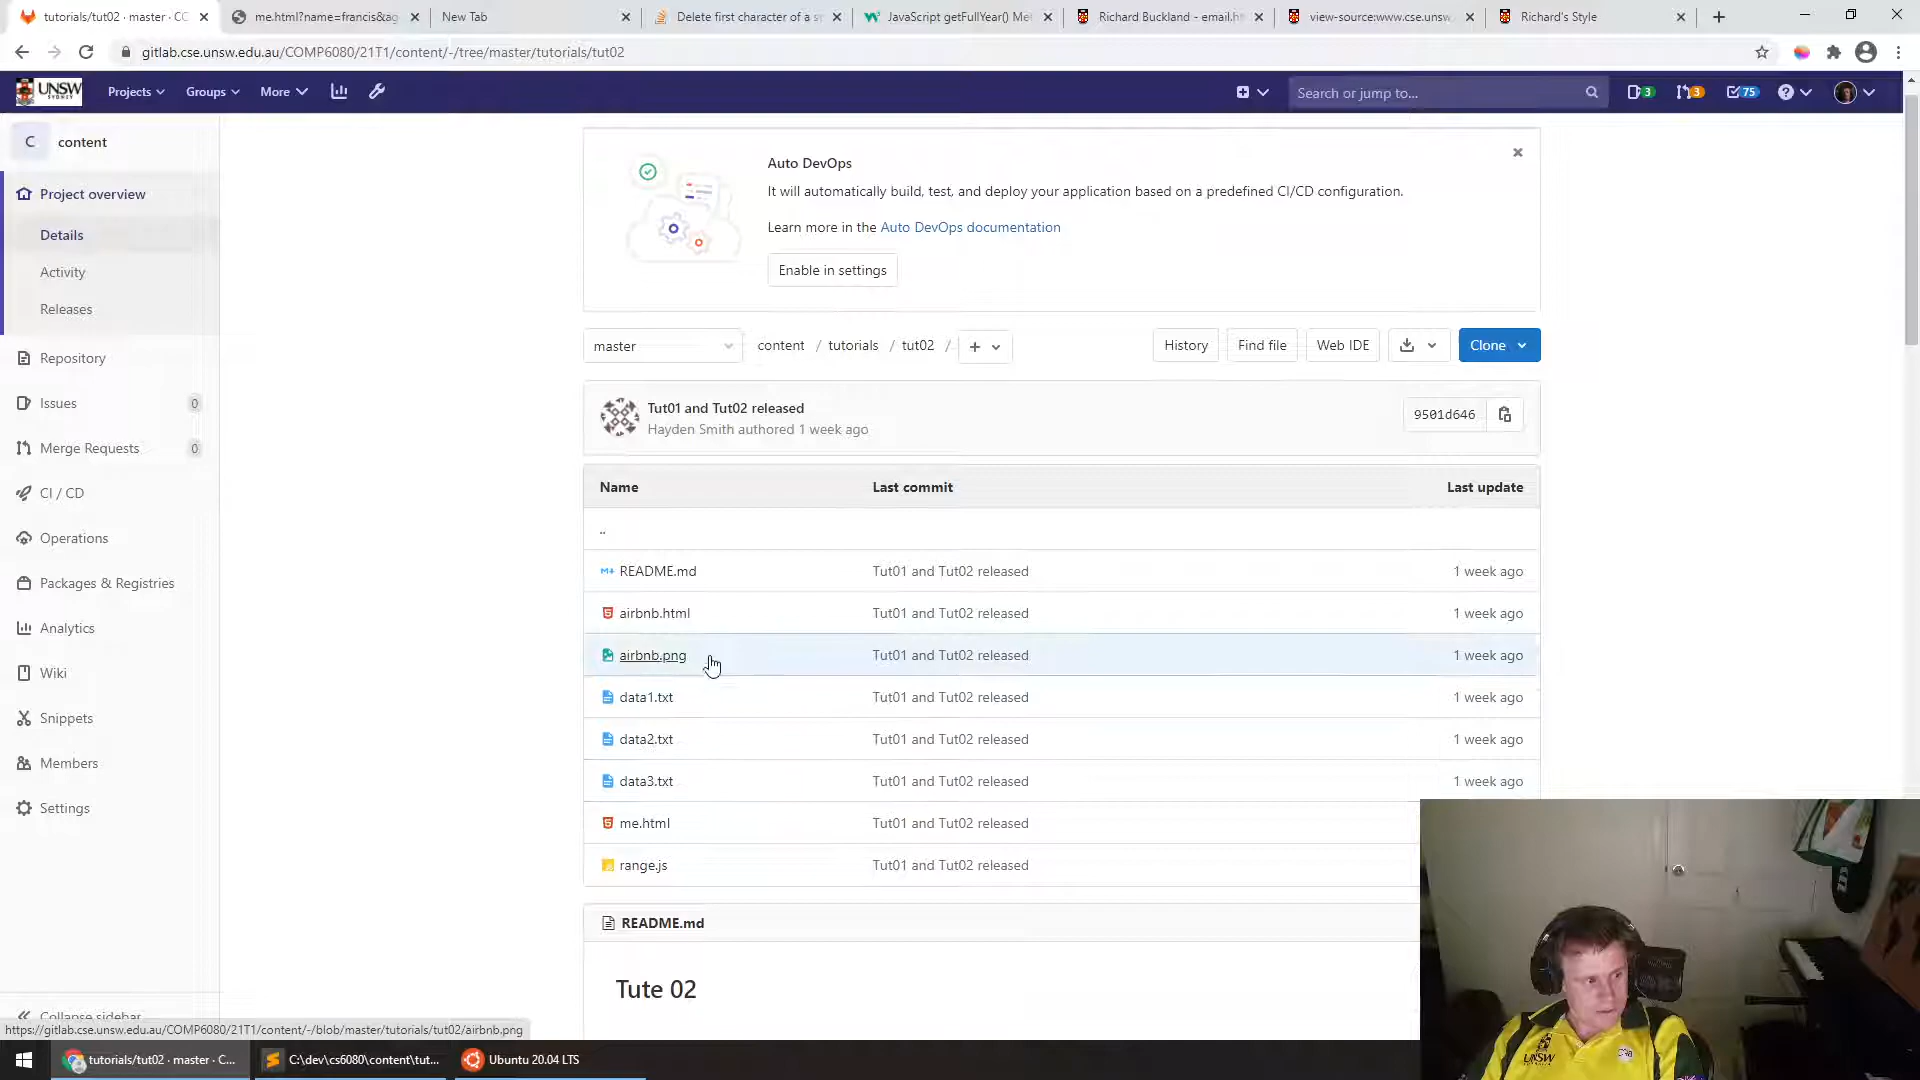 tutorials/tut02 · master · CC
me.html?name=francis&ag
New Tab
Delete first character of a s
JavaScript getFullYear() Me
Richard Buckland - email.h
view-source:www.cse.unsw.
Richard's Style
gitlab.cse.unsw.edu.au/COMP6080/21T1/content/-/tree/master/tutorials/tut02
UNSW
SYDNEY
Projects
Groups
More
Search or jump to...
3
3
75
C content
Project overview
Details
Activity
Releases
Repository
Issues 0
Merge Requests 0
CI / CD
Operations
Packages & Registries
Analytics
Wiki
Snippets
Members
Settings
Collapse sidebar
Auto DevOps
It will automatically build, test, and deploy your application based on a predefined CI/CD configuration.
Learn more in the Auto DevOps documentation
Enable in settings
master
content / tutorials / tut02 / +
History
Find file
Web IDE
Clone
Tut01 and Tut02 released
Hayden Smith authored 1 week ago
9501d646
Name Last commit Last update
..
README.md Tut01 and Tut02 released 1 week ago
airbnb.html Tut01 and Tut02 released 1 week ago
airbnb.png Tut01 and Tut02 released 1 week ago
data1.txt Tut01 and Tut02 released 1 week ago
data2.txt Tut01 and Tut02 released 1 week ago
data3.txt Tut01 and Tut02 released 1 week ago
me.html Tut01 and Tut02 released
range.js Tut01 and Tut02 released
README.md
Tute 02
https://gitlab.cse.unsw.edu.au/COMP6080/21T1/content/-/blob/master/tutorials/tut02/airbnb.png
tutorials/tut02 · master · C...
C:\dev\cs6080\content\tut...
Ubuntu 20.04 LTS
UNSW